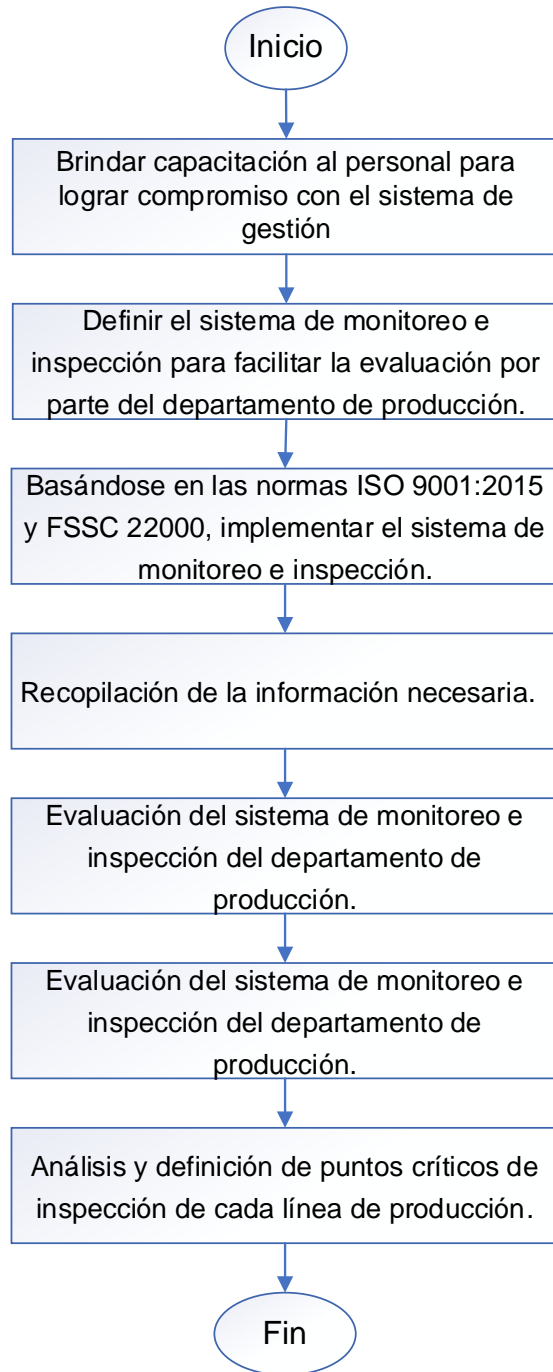 Inicio
Brindar capacitación al personal para
lograr compromiso con el sistema de
gestión
Definir el sistema de monitoreo e
inspección para facilitar la evaluación por
parte del departamento de producción.
Basándose en las normas ISO 9001:2015
y FSSC 22000, implementar el sistema de
monitoreo e inspección.
Recopilación de la información necesaria.
Evaluación del sistema de monitoreo e
inspección del departamento de
producción.
Evaluación del sistema de monitoreo e
inspección del departamento de
producción.
Análisis y definición de puntos críticos de
inspección de cada línea de producción.
Fin